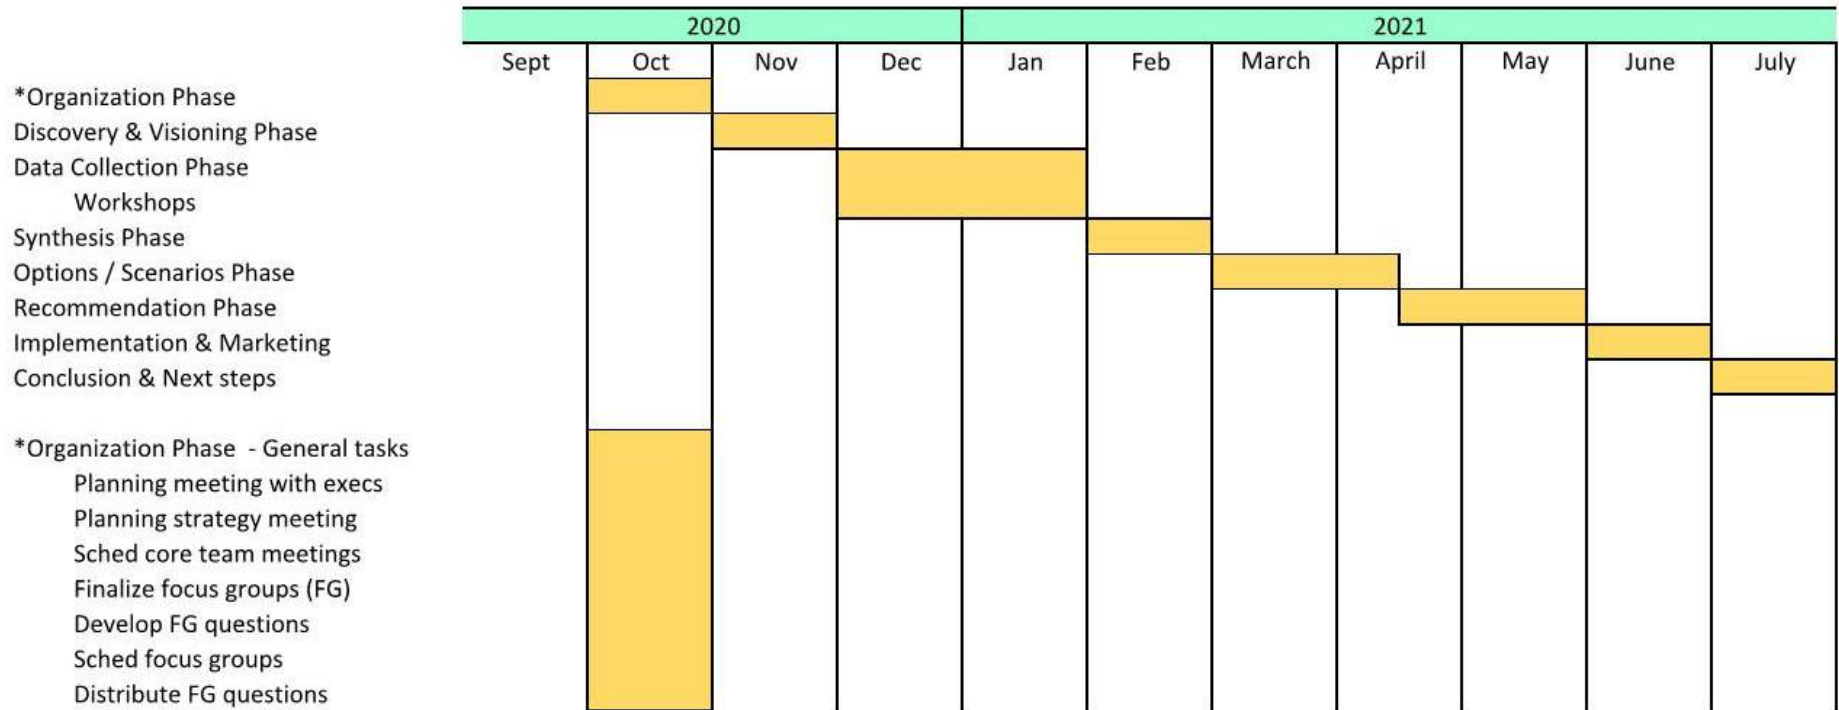 2020 2021
Sept Oct Nov Dec Jan Feb March April May June July
*Organization Phase
Discovery & Visioning Phase
Data Collection Phase
Workshops
Synthesis Phase
Options / Scenarios Phase
Recommendation Phase
Implementation & Marketing
Conclusion & Next steps
*Organization Phase - General tasks
Planning meeting with execs
Planning strategy meeting
Sched core team meetings
Finalize focus groups (FG)
Develop FG questions
Sched focus groups
Distribute FG questions